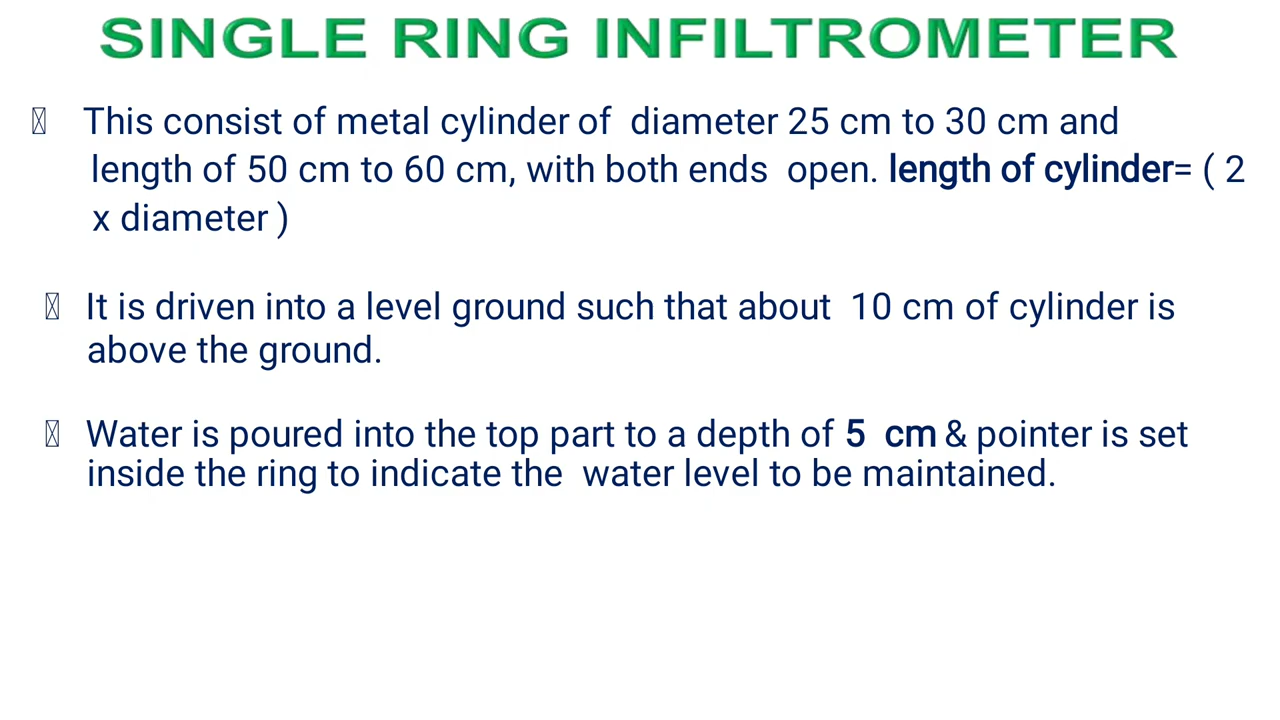 SINGLE RING INFILTROMETER
This consist of metal cylinder of diameter 25 cm to 30 cm and
length of 50 cm to 60 cm, with both ends open. length of cylinder= ( 2
x diameter )
It is driven into a level ground such that about 10 cm of cylinder is
above the ground.
Water is poured into the top part to a depth of 5 cm & pointer is set
inside the ring to indicate the water level to be maintained.